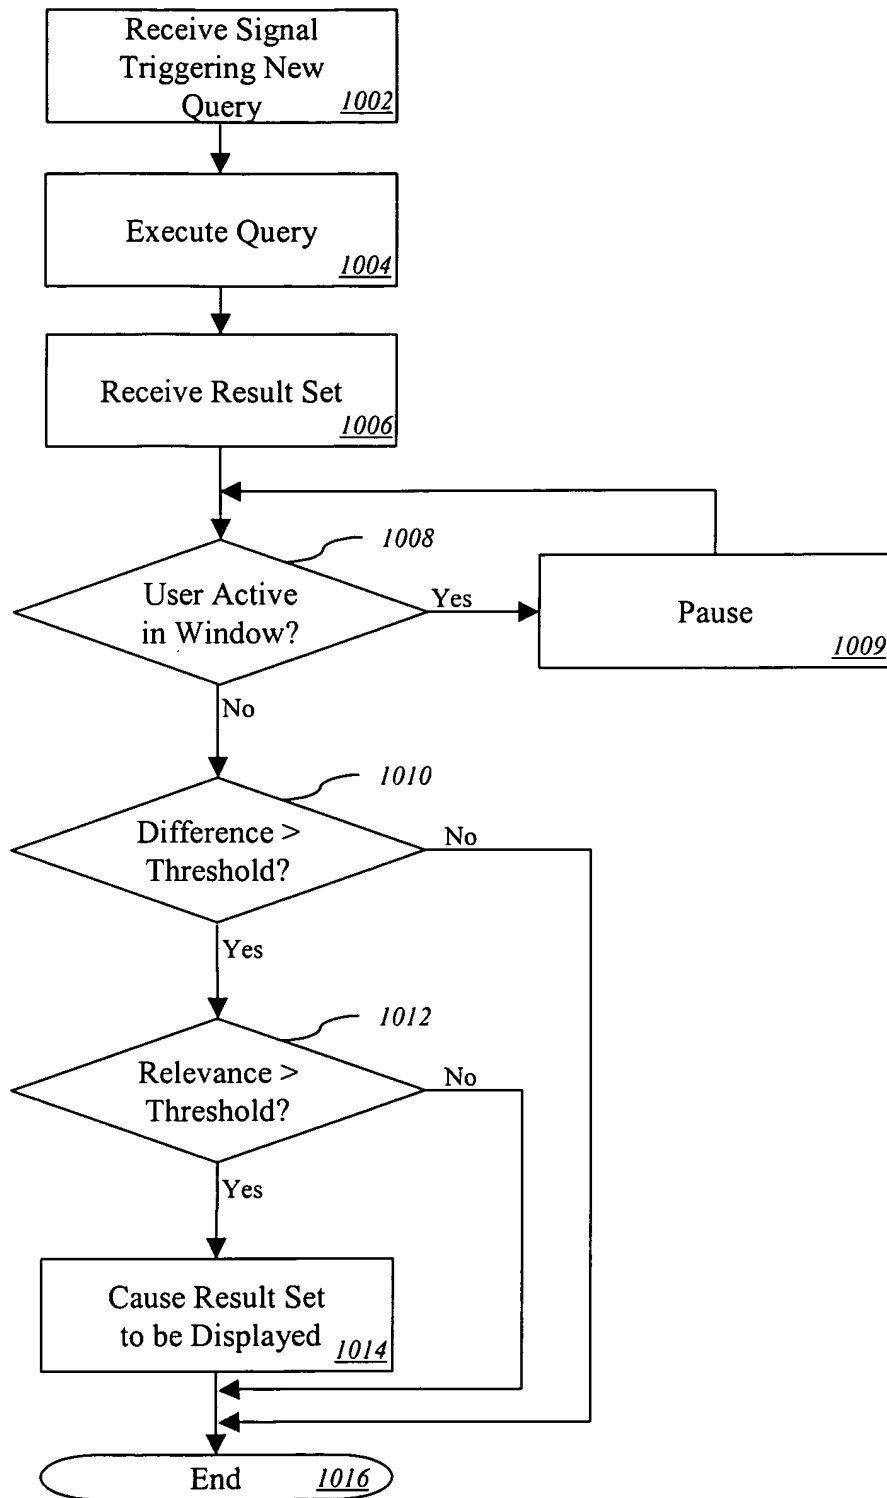 Receive Signal
Triggering New
Query
1002
Execute Query
1004
Receive Result Set
1006
1008
User Active
in Window?
Yes
Pause
1009
No
1010
Difference >
Threshold?
No
Yes
1012
Relevance >
Threshold?
No
Yes
Cause Result Set
to be Displayed
1014
End
1016